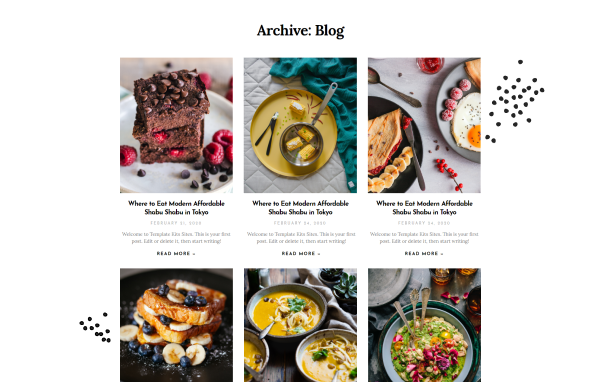 Archive: Blog
Where to Eat Modern Affordable
Shabu Shabu in Tokyo
FEBRUARY 21, 2020
Welcome to Template Kits Sites. This is your first
post. Edit or delete it, then start writing!
READ MORE »
Where to Eat Modern Affordable
Shabu Shabu in Tokyo
FEBRUARY 24, 2020
Welcome to Template Kits Sites. This is your first
post. Edit or delete it, then start writing!
READ MORE »
Where to Eat Modern Affordable
Shabu Shabu in Tokyo
FEBRUARY 24, 2020
Welcome to Template Kits Sites. This is your first
post. Edit or delete it, then start writing!
READ MORE »